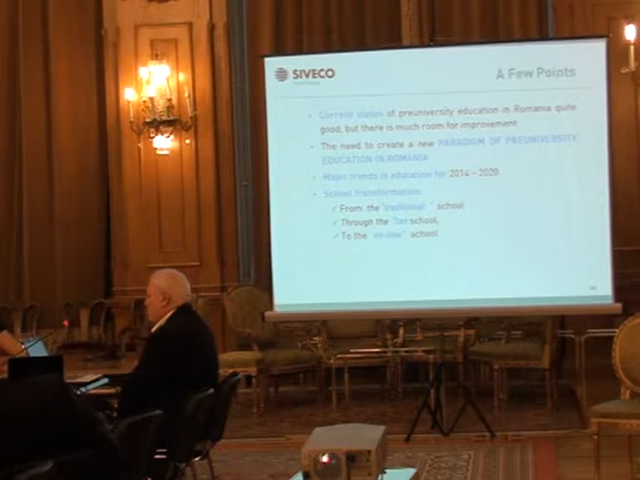 SIVECO
A Few Points
Current status of preuniversity education in Romania quite
good, but there is much room for improvement
The need to create a new PARADIGM OF PREUNIVERSITY
EDUCATION IN ROMANIA
Major trends in education for 2014 – 2020
School transformation:
✓ From the "traditional" school
✓ Through the school,
✓ To the "on-line" school